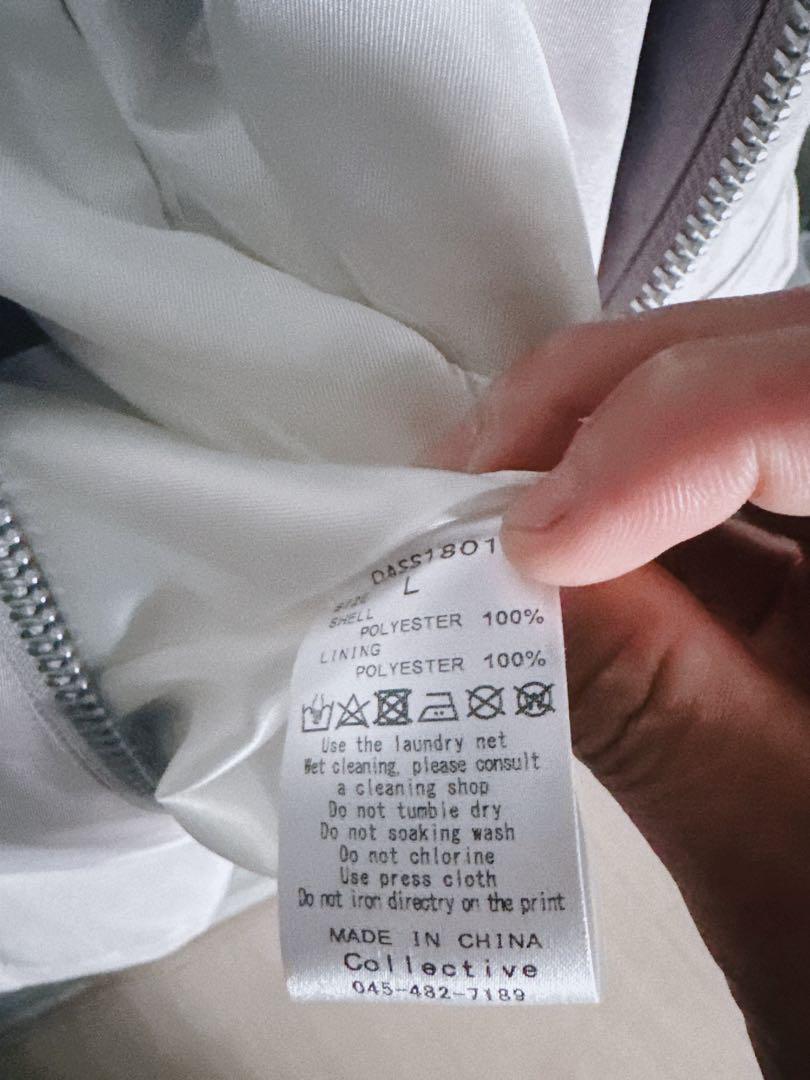 DASS1801
SIZE L
SHELL
POLYESTER 100%
LINING
POLYESTER 100%
Use the laundry net
Wet cleaning, please consult
a cleaning shop
Do not tumble dry
Do not soaking wash
Do not chlorine
Use press cloth
Do not iron directry on the print
MADE IN CHINA
Collective
045-482-7189